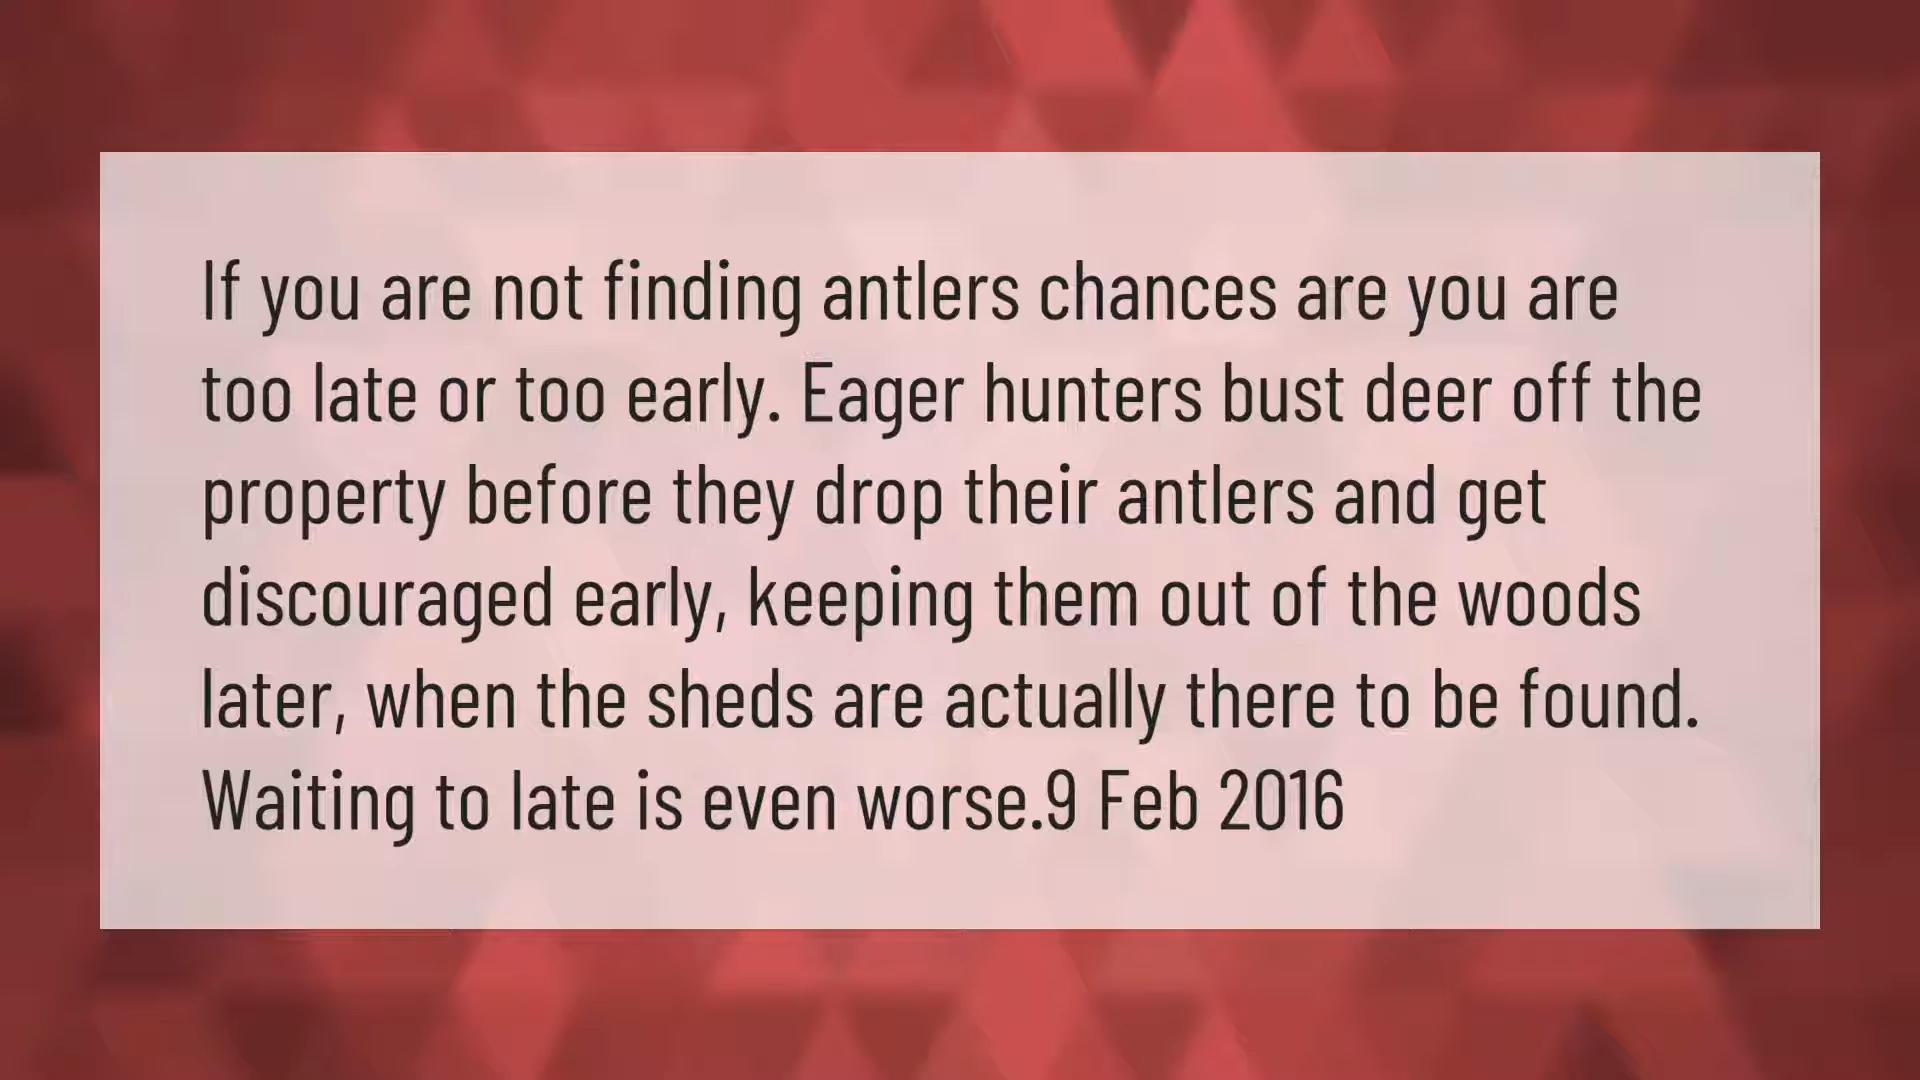 If you are not finding antlers chances are you are
too late or too early. Eager hunters bust deer off the
property before they drop their antlers and get
discouraged early, keeping them out of the woods
later, when the sheds are actually there to be found.
Waiting to late is even worse.9 Feb 2016